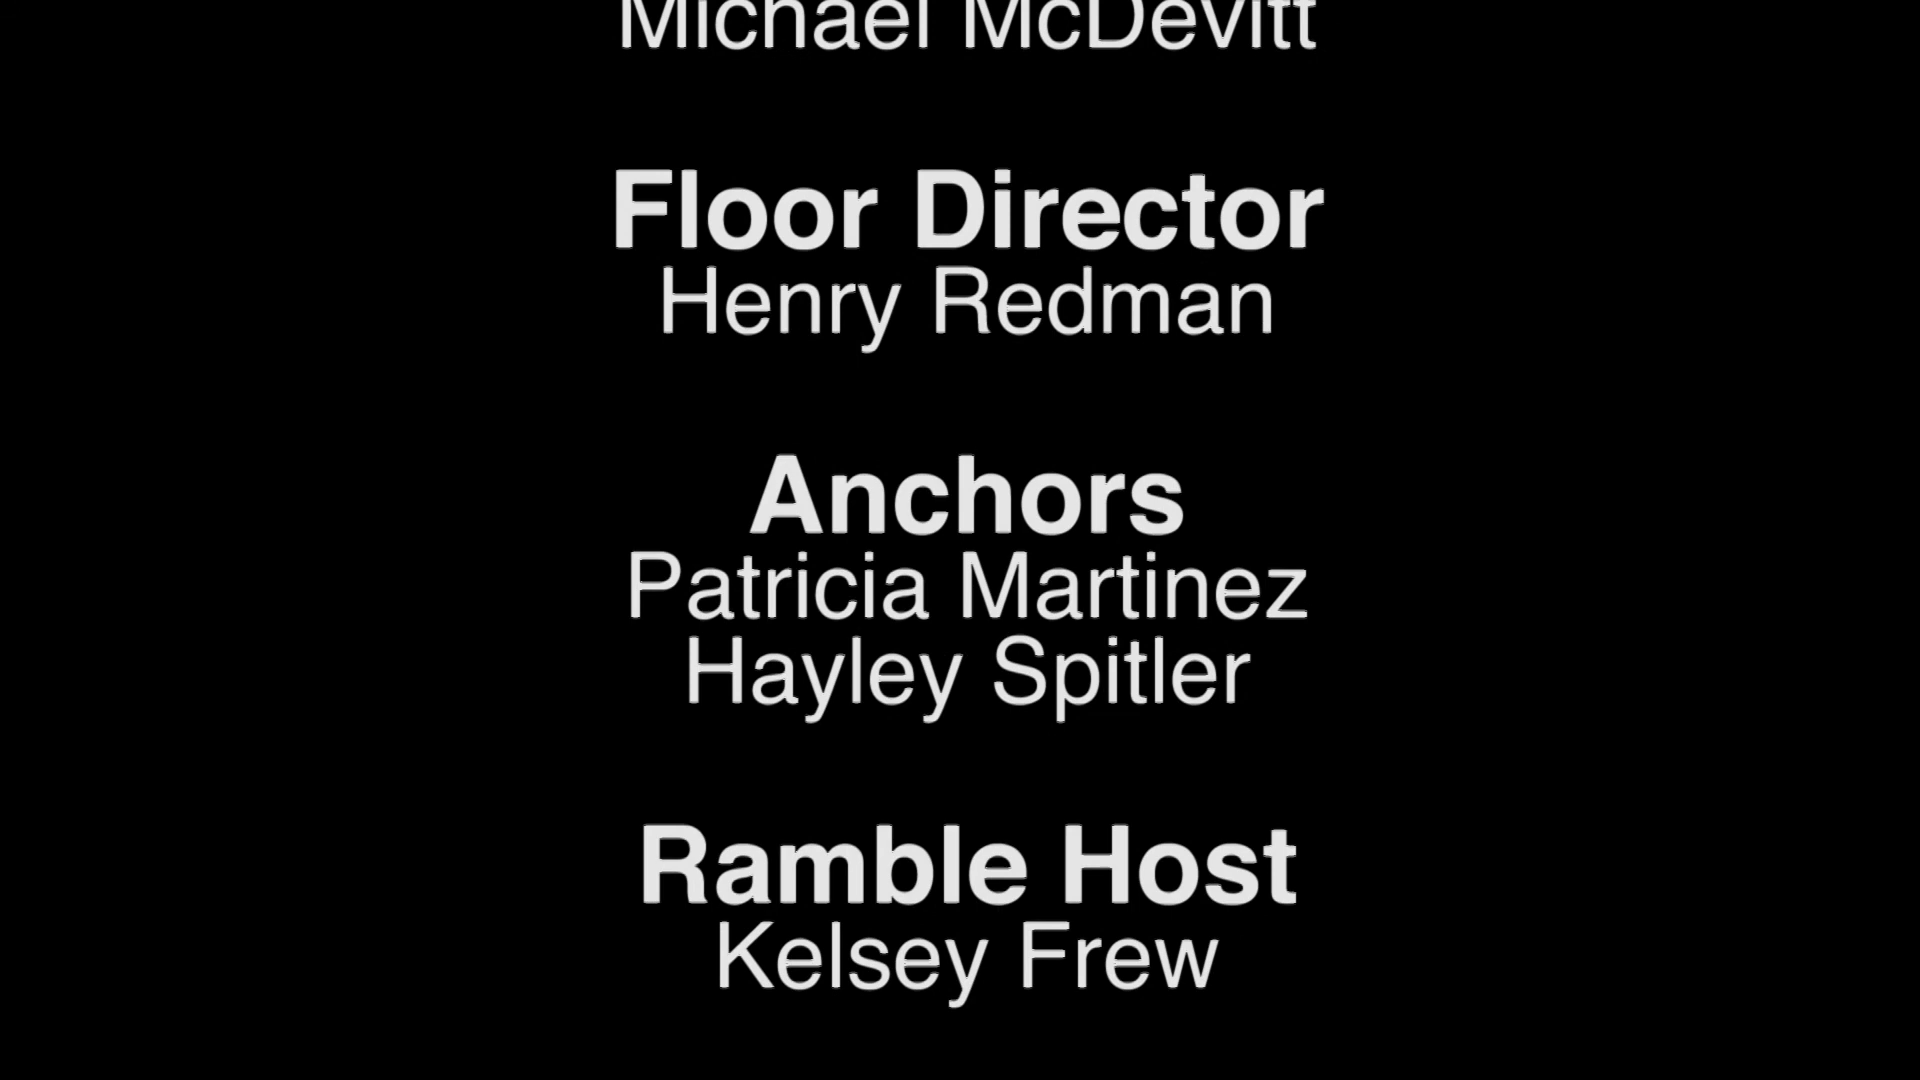 Michael McDevitt
Floor Director
Henry Redman
Anchors
Patricia Martinez
Hayley Spitler
Ramble Host
Kelsey Frew